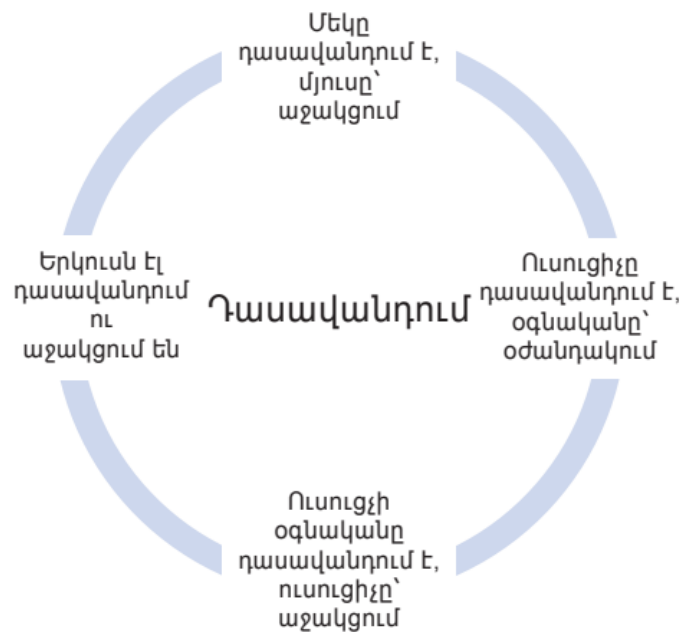 Մեկը
դասավանդում է,
մյուսը՝
աջակցում
Ուսուցիչը
դասավանդում է,
օգնականը՝
օժանդակում
Ուսուցչի
օգնականը
դասավանդում է,
ուսուցիչը՝
աջակցում
Երկուսն էլ
դասավանդում
ու
աջակցում են
Դասավանդում